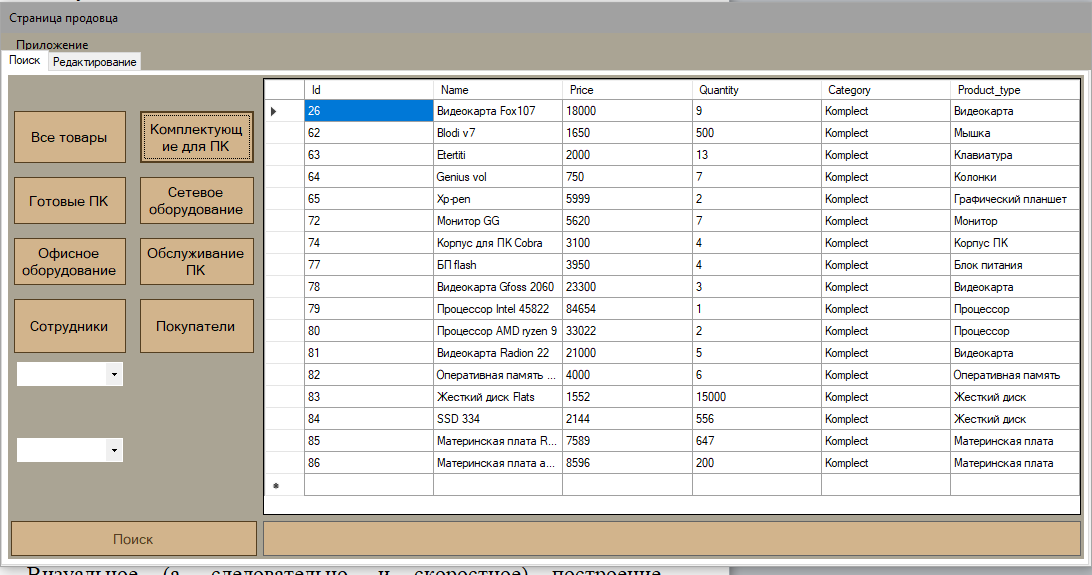 Страница продовца
Приложение
Поиск Редактирование
Все товары
Комплектующ
ие для ПК
Готовые ПК
Сетевое
оборудование
Офисное
оборудование
Обслуживание
ПК
Сотрудники
Покупатели
Поиск
Id Name Price Quantity Category Product_type
26 Видеокарта Fox107 18000 9 Komplect Видеокарта
62 Blodi v7 1650 500 Komplect Мышка
63 Etertiti 2000 13 Komplect Клавиатура
64 Genius vol 750 7 Komplect Колонки
65 Xp-pen 5999 2 Komplect Графический планшет
72 Монитор GG 5620 7 Komplect Монитор
74 Корпус для ПК Cobra 3100 4 Komplect Корпус ПК
77 БП flash 3950 4 Komplect Блок питания
78 Видеокарта Gfoss 2060 23300 3 Komplect Видеокарта
79 Процессор Intel 45822 84654 1 Komplect Процессор
80 Процессор AMD ryzen 9 33022 2 Komplect Процессор
81 Видеокарта Radion 22 21000 5 Komplect Видеокарта
82 Оперативная память ... 4000 6 Komplect Оперативная память
83 Жесткий диск Flats 1552 15000 Komplect Жесткий диск
84 SSD 334 2144 556 Komplect Жесткий диск
85 Материнская плата R... 7589 647 Komplect Материнская плата
86 Материнская плата a... 8596 200 Komplect Материнская плата
Визуальное (а следовательно и скоростное) построение